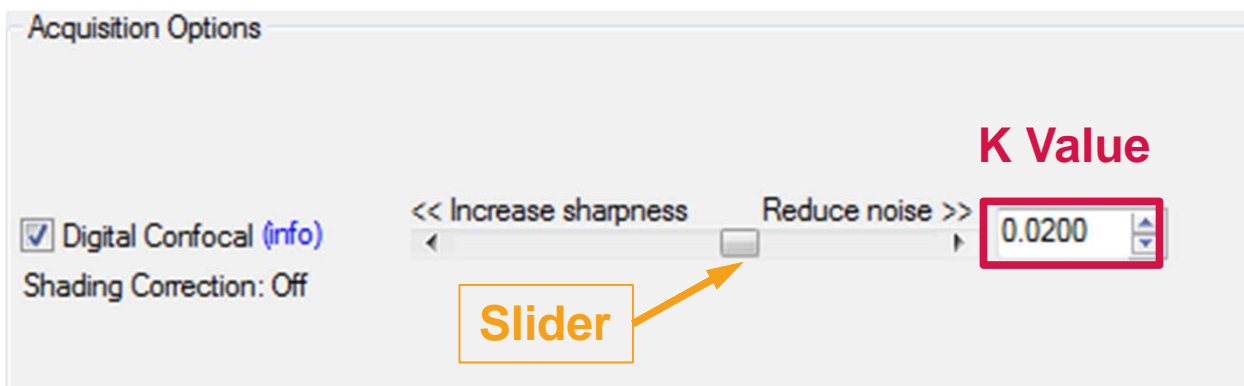 Acquisition Options
K Value
<< Increase sharpness Reduce noise >>
Digital Confocal (info)
0.0200
Shading Correction: Off
Slider